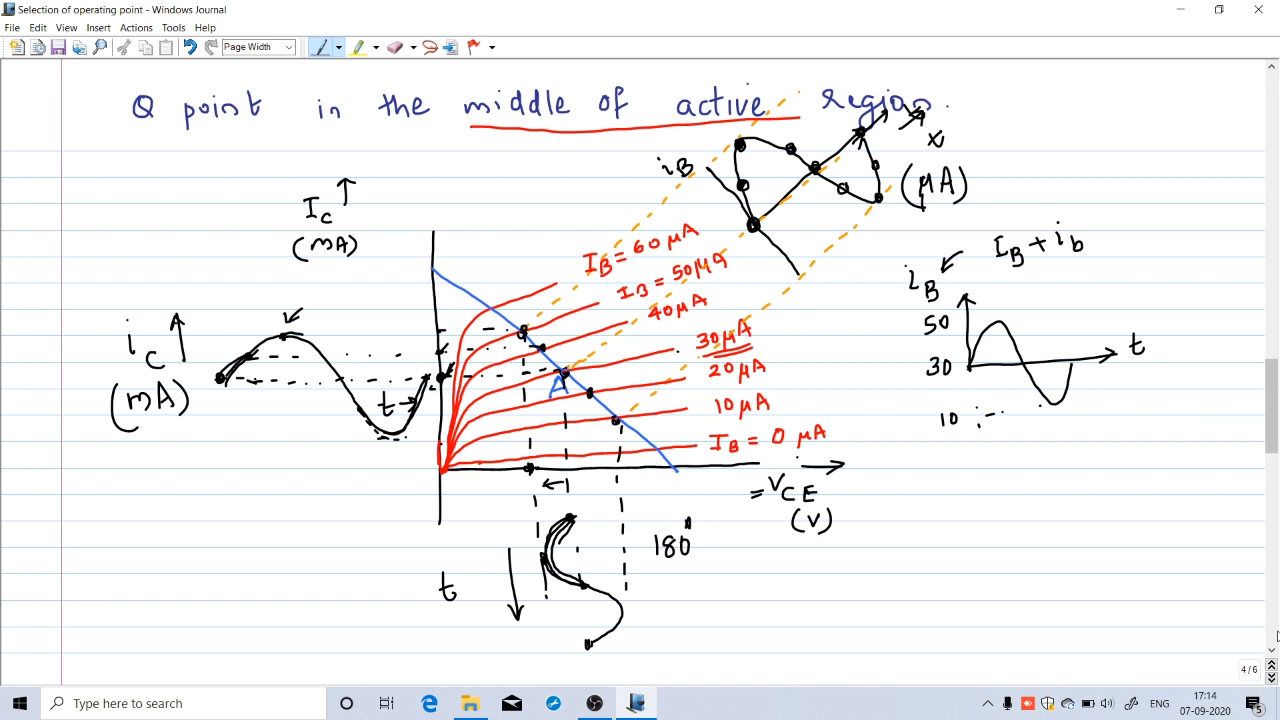 Selection of operating point - Windows Journal
File Edit View Insert Actions Tools Help
Page Width
Q point in the middle of active region.
iB
x
(μA)
Ic
(mA)
IB + ib
IB = 60 μA
IB = 50 μA
40 μA
30 μA
20 μA
10 μA
IB = 0 μA
iB
50
30
10
t
ic
(mA)
t
A
= VCE
(V)
180°
t
4/6
Type here to search
ENG
17:14
07-09-2020
5